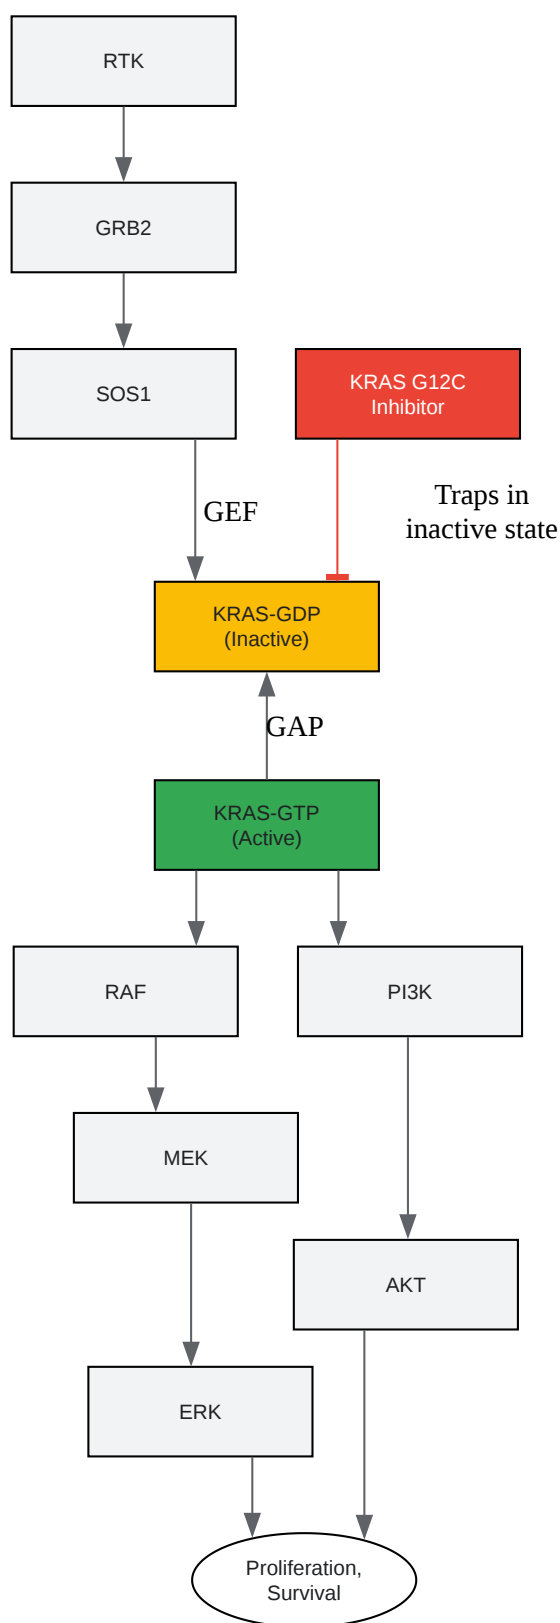 RTK
GRB2
SOS1
KRAS G12C
Inhibitor
GEF
Traps in
inactive state
KRAS-GDP
(Inactive)
GAP
KRAS-GTP
(Active)
RAF
PI3K
MEK
AKT
ERK
Proliferation,
Survival